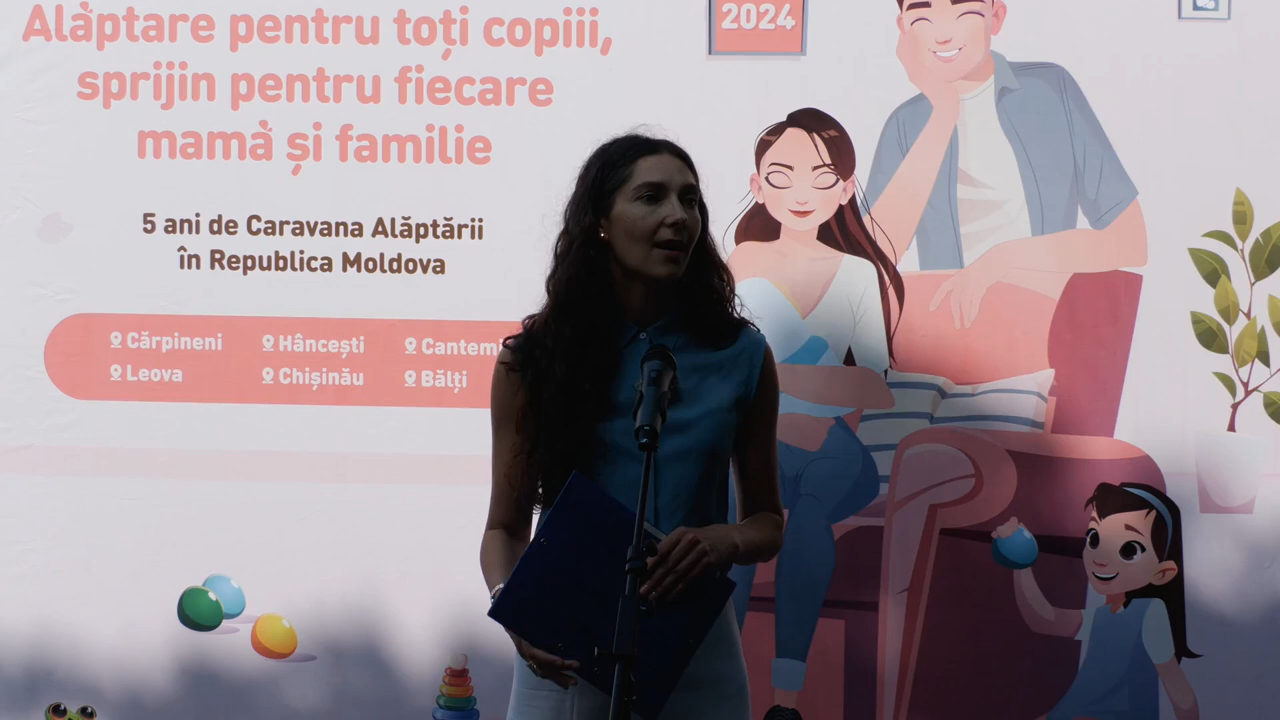 Alăptare pentru toți copiii,
sprijin pentru fiecare
mamă și familie
2024
5 ani de Caravana Alăptării
în Republica Moldova
Cărpineni Hâncești
Leova Chișinău Bălți